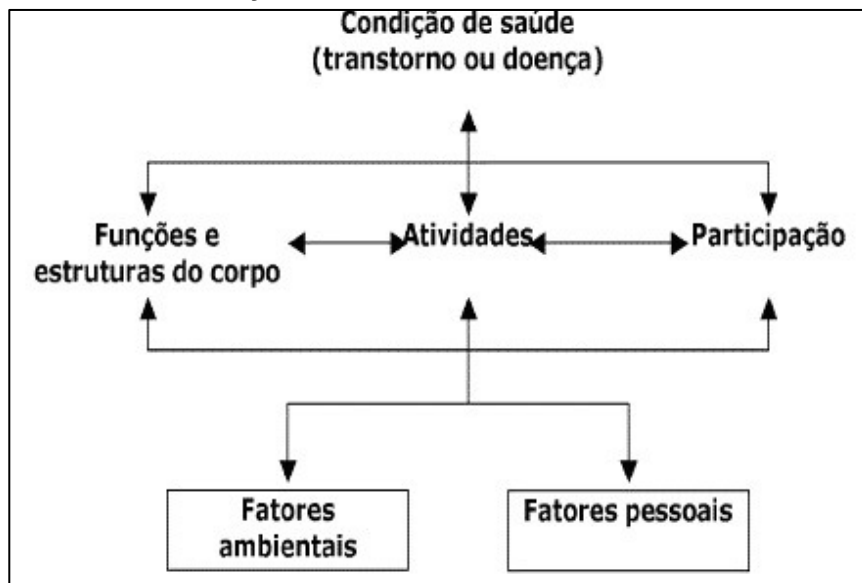 Condição de saúde
(transtorno ou doença)
Funções e
estruturas do corpo
Atividades
Participação
Fatores
ambientais
Fatores pessoais